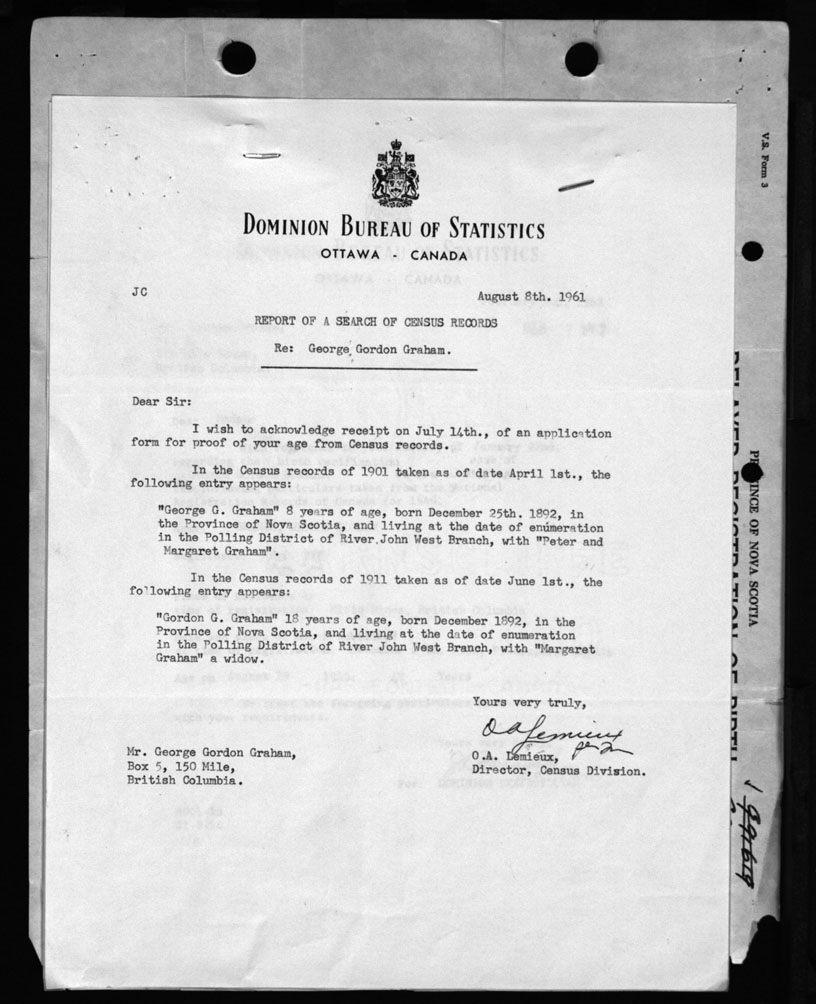 DOMINION BUREAU OF STATISTICS
OTTAWA - CANADA
JC
August 8th. 1961
REPORT OF A SEARCH OF CENSUS RECORDS
Re: George Gordon Graham.
Dear Sir:
I wish to acknowledge receipt on July 14th., of an application
form for proof of your age from Census records.
In the Census records of 1901 taken as of date April 1st., the
following entry appears:
"George G. Graham" 8 years of age, born December 25th. 1892, in
the Province of Nova Scotia, and living at the date of enumeration
in the Polling District of River John West Branch, with "Peter and
Margaret Graham".
In the Census records of 1911 taken as of date June 1st., the
following entry appears:
"Gordon G. Graham" 18 years of age, born December 1892, in the
Province of Nova Scotia, and living at the date of enumeration
in the Polling District of River John West Branch, with "Margaret
Graham" a widow.
Yours very truly,
O A Lemieux
O.A. Lemieux,
Director, Census Division.
Mr. George Gordon Graham,
Box 5, 150 Mile,
British Columbia.
V.S. Form 3
PROVINCE OF NOVA SCOTIA
DELAYED REGISTRATION OF BIRTH